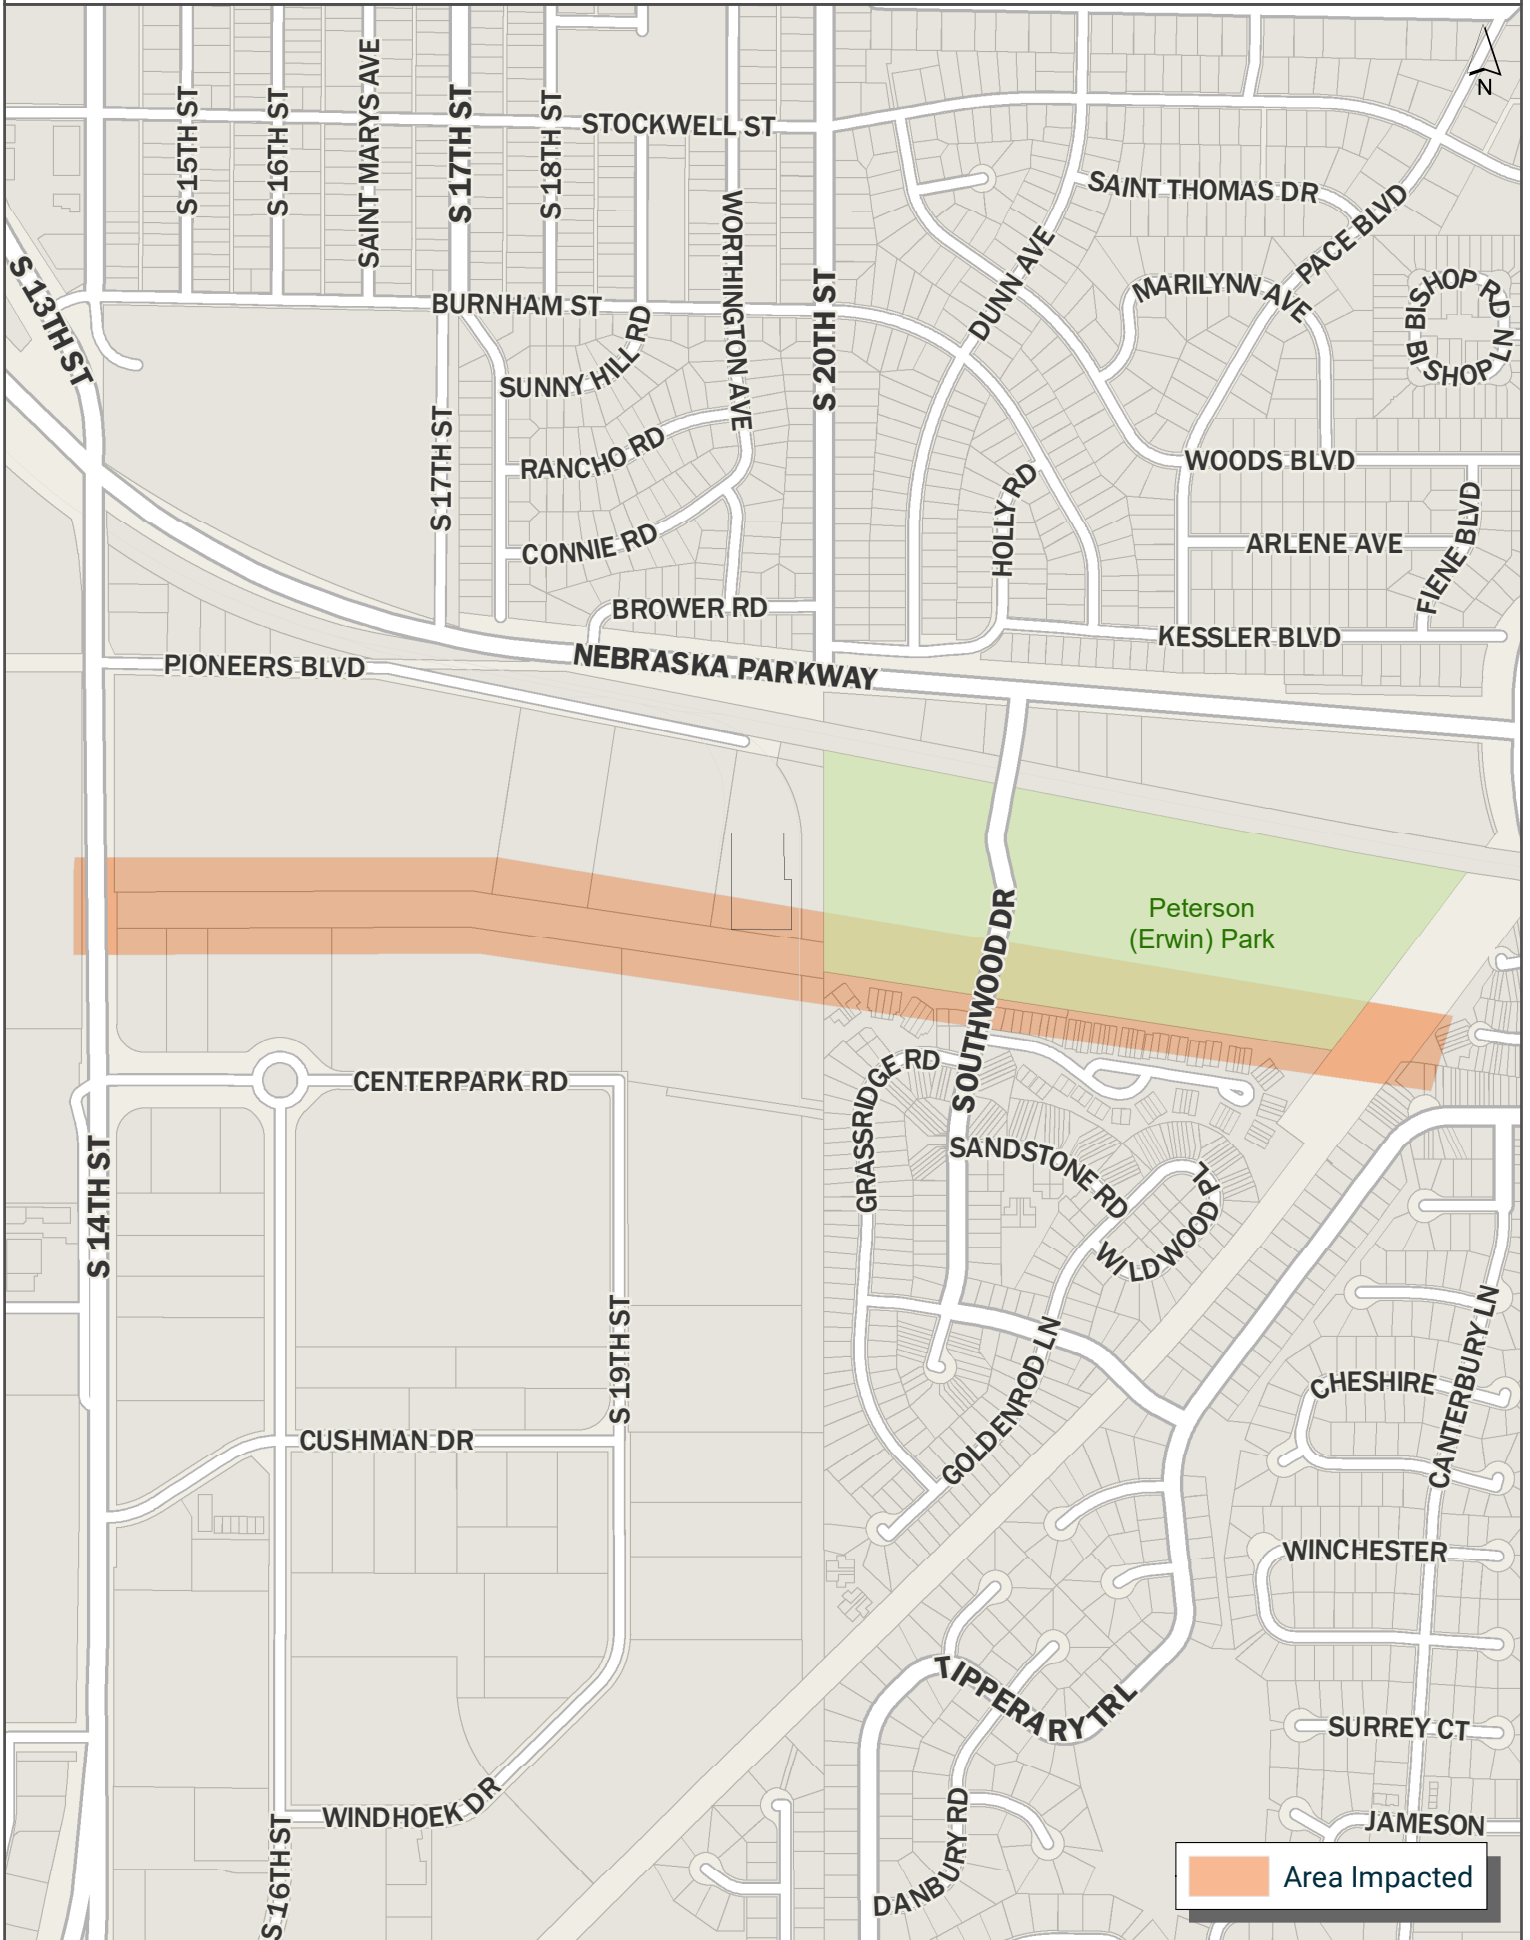 N
S 15TH ST
S 16TH ST
SAINT MARYS AVE
S 17TH ST
S 18TH ST
STOCKWELL ST
WORTHINGTON AVE
SAINT THOMAS DR
PACE BLVD
DUNN AVE
MARILYNN AVE
BISHOP RD
BISHOP LN
S 13TH ST
BURNHAM ST
SUNNY HILL RD
S 20TH ST
S 17TH ST
RANCHO RD
WOODS BLVD
HOLLY RD
CONNIE RD
ARLENE AVE
FIENE BLVD
BROWER RD
KESSLER BLVD
PIONEERS BLVD
NEBRASKA PARKWAY
Peterson
(Erwin) Park
SOUTHWOOD DR
CENTERPARK RD
GRASSRIDGE RD
S 14TH ST
SANDSTONE RD
WILDWOOD PL
S 19TH ST
GOLDENROD LN
CANTERBURY LN
CHESHIRE
CUSHMAN DR
WINCHESTER
TIPPERARY TRL
SURREY CT
WINDHOEK DR
S 16TH ST
DANBURY RD
JAMESON
Area Impacted